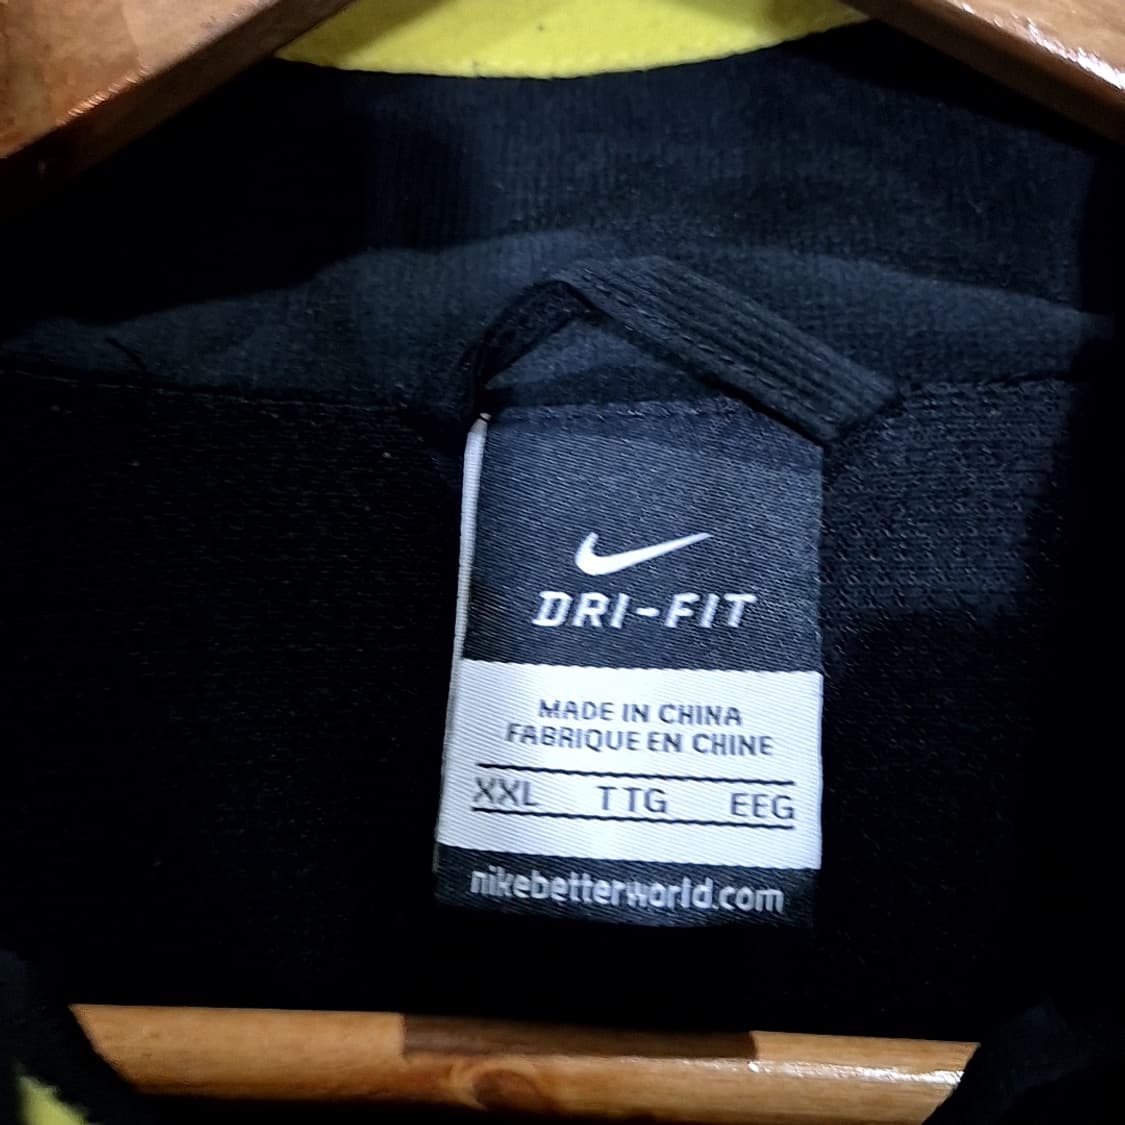 DRI-FIT
MADE IN CHINA
FABRIQUE EN CHINE
XXL TTG EEG
nikebetterworld.com